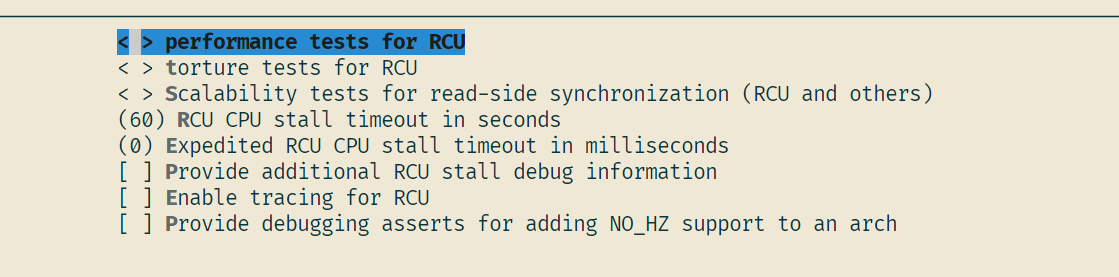 < > performance tests for RCU
< > torture tests for RCU
< > Scalability tests for read-side synchronization (RCU and others)
(60) RCU CPU stall timeout in seconds
(0) Expedited RCU CPU stall timeout in milliseconds
[ ] Provide additional RCU stall debug information
[ ] Enable tracing for RCU
[ ] Provide debugging asserts for adding NO_HZ support to an arch